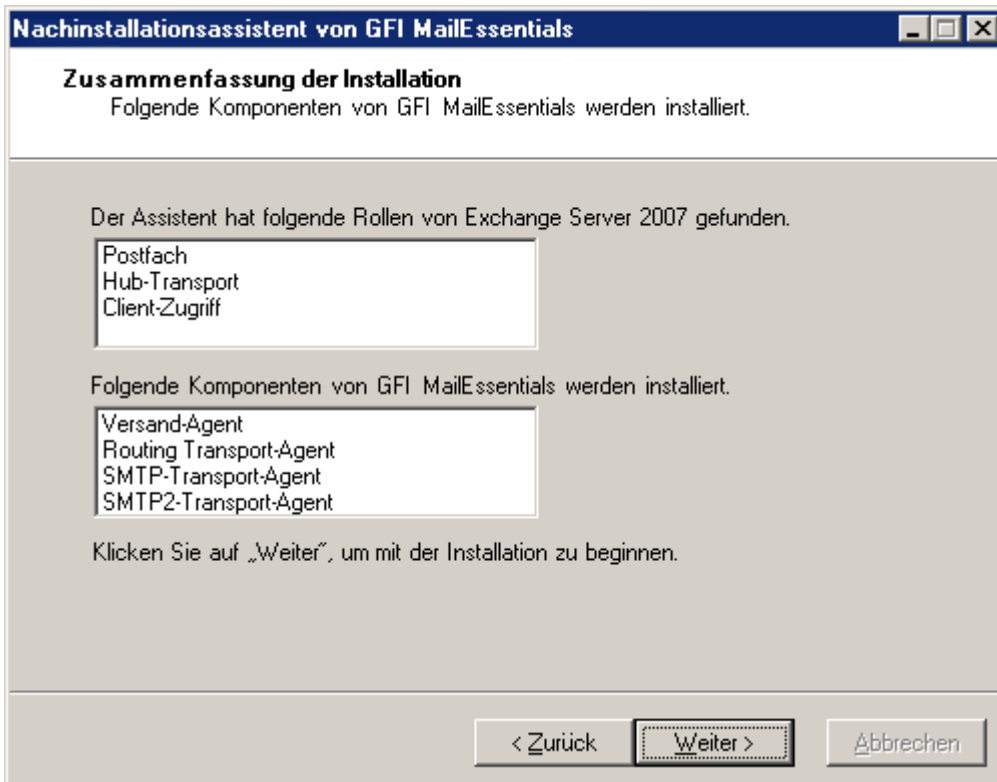 Nachinstallationsassistent von GFI MailEssentials
Zusammenfassung der Installation
Folgende Komponenten von GFI MailEssentials werden installiert.
Der Assistent hat folgende Rollen von Exchange Server 2007 gefunden.
Postfach
Hub-Transport
Client-Zugriff
Folgende Komponenten von GFI MailEssentials werden installiert.
Versand-Agent
Routing Transport-Agent
SMTP-Transport-Agent
SMTP2-Transport-Agent
Klicken Sie auf „Weiter“, um mit der Installation zu beginnen.
< Zurück Weiter > Abbrechen